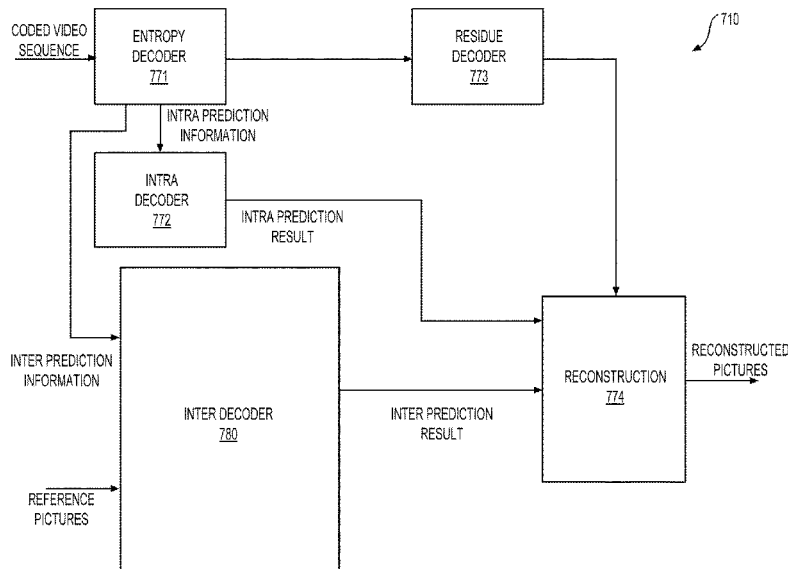 710
CODED VIDEO
SEQUENCE
ENTROPY
DECODER
771
RESIDUE
DECODER
773
INTRA PREDICTION
INFORMATION
INTRA
DECODER
772
INTRA PREDICTION
RESULT
INTER PREDICTION
INFORMATION
INTER DECODER
780
INTER PREDICTION
RESULT
RECONSTRUCTION
774
RECONSTRUCTED
PICTURES
REFERENCE
PICTURES